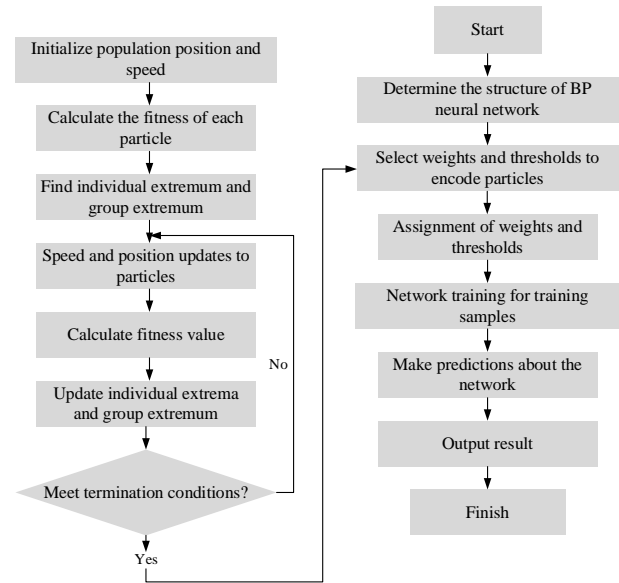 Initialize population position and
speed
Calculate the fitness of each
particle
Find individual extremum and
group extremum
Speed and position updates to
particles
Calculate fitness value
No
Update individual extrema
and group extremum
Meet termination conditions?
Yes
Start
Determine the structure of BP
neural network
Select weights and thresholds to
encode particles
Assignment of weights and
thresholds
Network training for training
samples
Make predictions about the
network
Output result
Finish